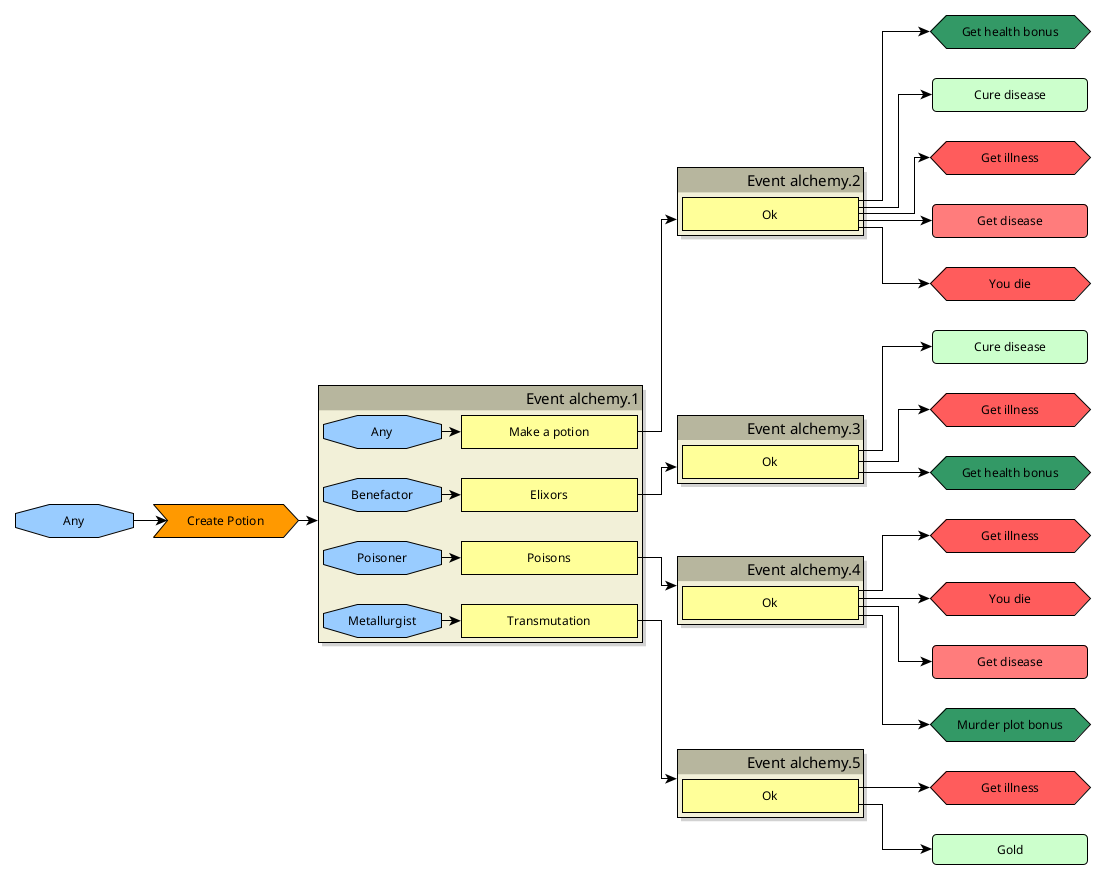 Any
Create Potion
Event alchemy.1
Any
Make a potion
Benefactor
Elixors
Poisoner
Poisons
Metallurgist
Transmutation
Event alchemy.2
Ok
Get health bonus
Cure disease
Get illness
Get disease
You die
Event alchemy.3
Ok
Cure disease
Get illness
Get health bonus
Event alchemy.4
Ok
Get illness
You die
Get disease
Murder plot bonus
Event alchemy.5
Ok
Get illness
Gold